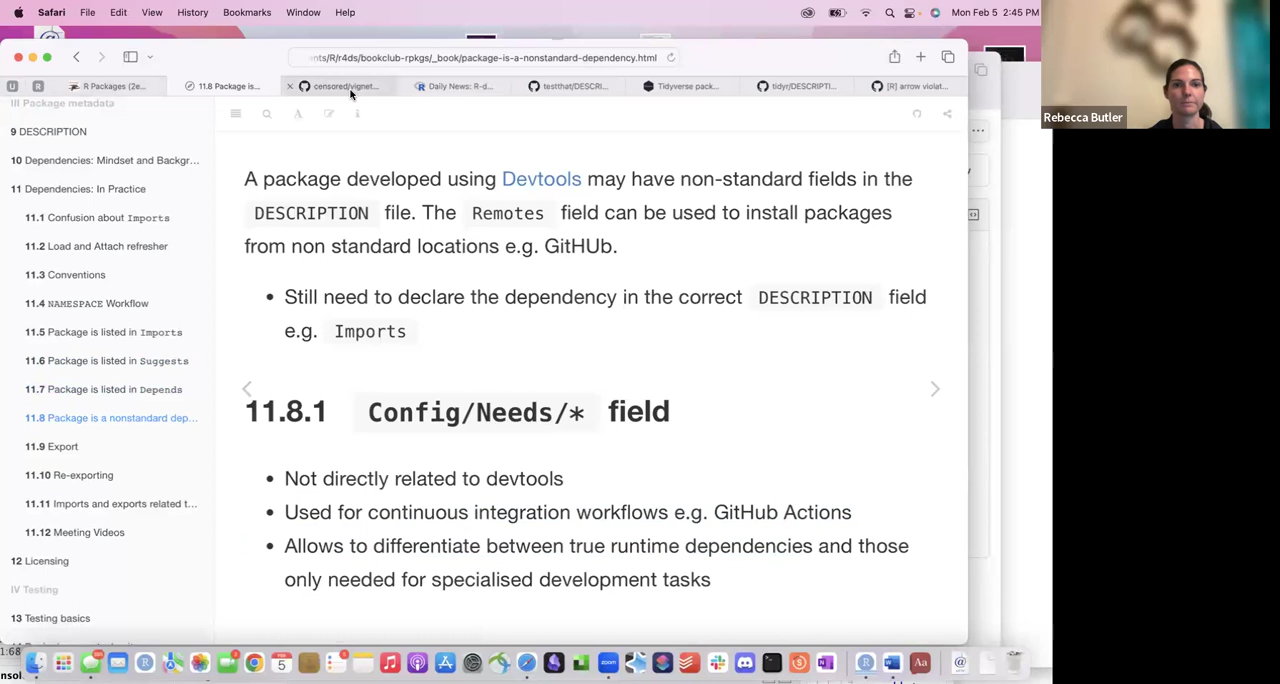 Safari File Edit View History Bookmarks Window Help Mon Feb 5 2:45 PM
nts/R/r4ds/bookclub-rpkgs/_book/package-is-a-nonstandard-dependency.html
U R R Packages (2e... 11.8 Package is... censored/vignet... Daily News: R-d... testthat/DESCRI... Tidyverse pack... tidyr/DESCRIPTI... [R] arrow violat...
III Package metadata
9 DESCRIPTION
10 Dependencies: Mindset and Backgr...
11 Dependencies: In Practice
11.1 Confusion about Imports
11.2 Load and Attach refresher
11.3 Conventions
11.4 NAMESPACE Workflow
11.5 Package is listed in Imports
11.6 Package is listed in Suggests
11.7 Package is listed in Depends
11.8 Package is a nonstandard dep...
11.9 Export
11.10 Re-exporting
11.11 Imports and exports related t...
11.12 Meeting Videos
12 Licensing
IV Testing
13 Testing basics
A package developed using Devtools may have non-standard fields in the
DESCRIPTION file. The Remotes field can be used to install packages
from non standard locations e.g. GitHUb.
• Still need to declare the dependency in the correct DESCRIPTION field
e.g. Imports
11.8.1 Config/Needs/* field
• Not directly related to devtools
• Used for continuous integration workflows e.g. GitHub Actions
• Allows to differentiate between true runtime dependencies and those
only needed for specialised development tasks
Rebecca Butler
1:68
nsol